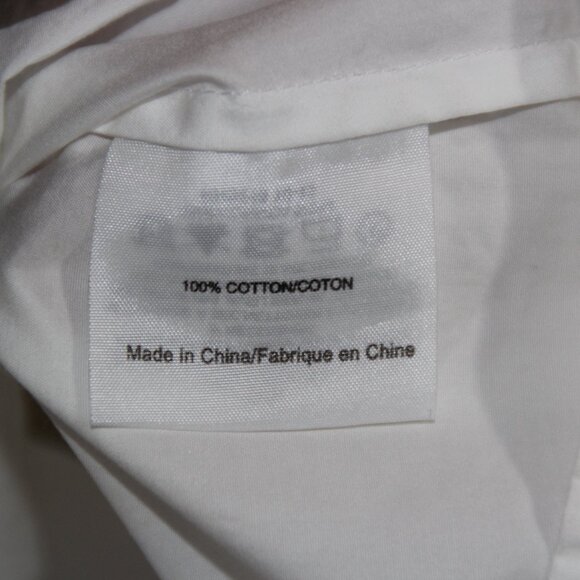 100% COTTON/COTON
Made in China/Fabrique en Chine